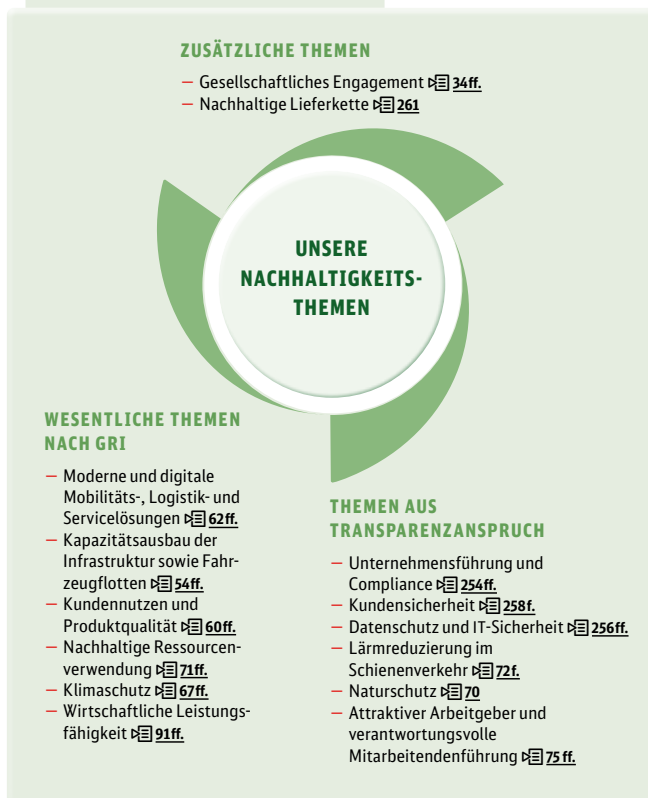 ZUSÄTZLICHE THEMEN
— Gesellschaftliches Engagement 34ff.
— Nachhaltige Lieferkette 261
UNSERE
NACHHALTIGKEITS-
THEMEN
WESENTLICHE THEMEN
NACH GRI
— Moderne und digitale
Mobilitäts-, Logistik- und
Servicelösungen 62ff.
— Kapazitätsausbau der
Infrastruktur sowie Fahr-
zeugflotten 54ff.
— Kundennutzen und
Produktqualität 60ff.
— Nachhaltige Ressourcen-
verwendung 71ff.
— Klimaschutz 67ff.
— Wirtschaftliche Leistungs-
fähigkeit 91ff.
THEMEN AUS
TRANSPARENZANSPRUCH
— Unternehmensführung und
Compliance 254ff.
— Kundensicherheit 258f.
— Datenschutz und IT-Sicherheit 256ff.
— Lärmreduzierung im
Schienenverkehr 72f.
— Naturschutz 70
— Attraktiver Arbeitgeber und
verantwortungsvolle
Mitarbeitendenführung 75ff.